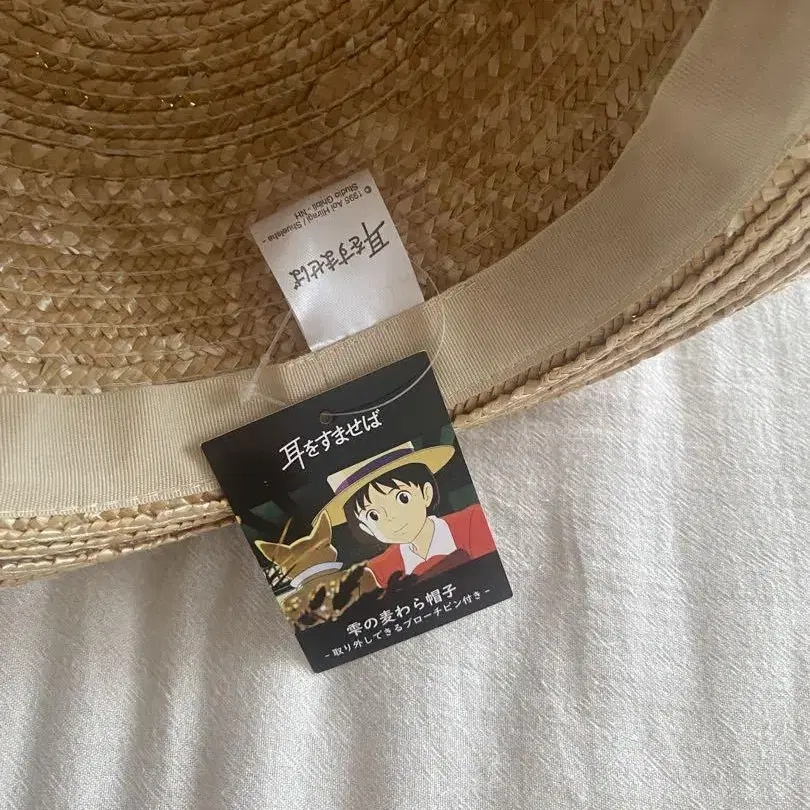 © 1995 Aoi Hiiragi / Shueisha -
Studio Ghibli - NH
耳をすませば
耳をすませば
雫の麦わら帽子
- 取り外しできるブローチピン付き -